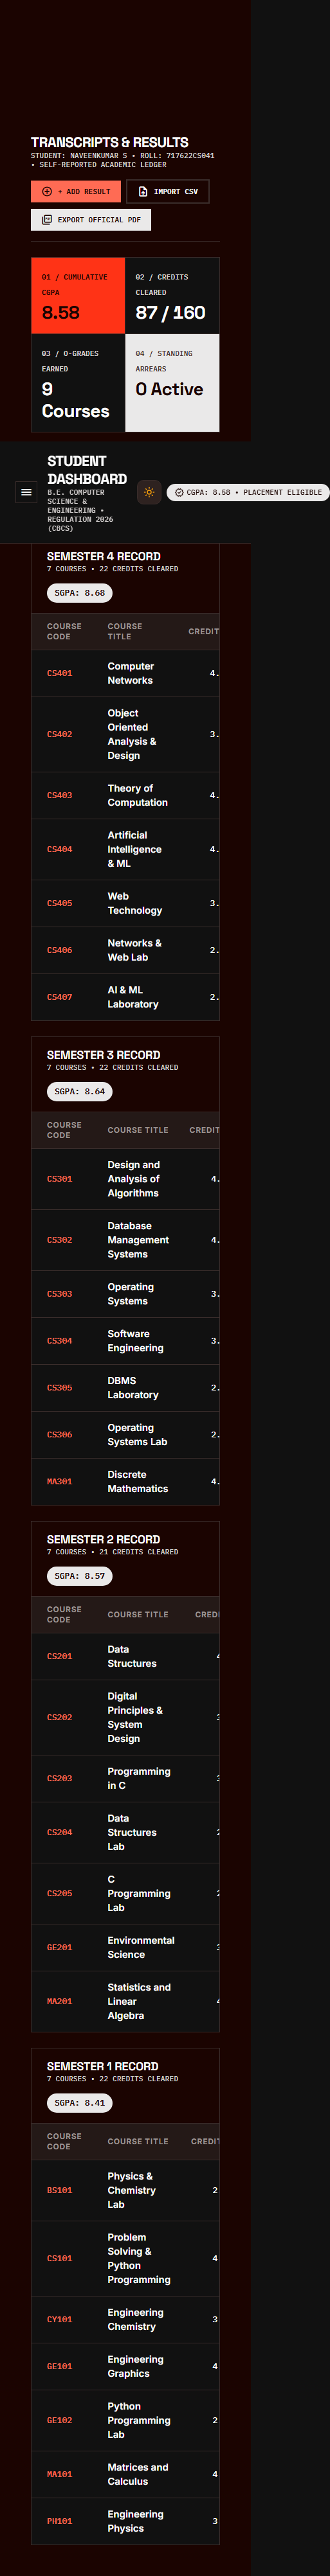 TRANSCRIPTS & RESULTS
STUDENT: NAVEENKUMAR S • ROLL: 717622CS041
• SELF-REPORTED ACADEMIC LEDGER
+ ADD RESULT
IMPORT CSV
EXPORT OFFICIAL PDF
01 / CUMULATIVE
CGPA
8.58
02 / CREDITS
CLEARED
87 / 160
03 / O-GRADES
EARNED
9
Courses
04 / STANDING
ARREARS
0 Active
STUDENT
DASHBOARD
B.E. COMPUTER
SCIENCE &
ENGINEERING •
REGULATION 2026
(CBCS)
CGPA: 8.58 • PLACEMENT ELIGIBLE
SEMESTER 4 RECORD
7 COURSES • 22 CREDITS CLEARED
SGPA: 8.68
COURSE
CODE
COURSE
TITLE
CREDIT
CS401
Computer
Networks
4.
CS402
Object
Oriented
Analysis &
Design
3.
CS403
Theory of
Computation
4.
CS404
Artificial
Intelligence
& ML
4.
CS405
Web
Technology
3.
CS406
Networks &
Web Lab
2.
CS407
AI & ML
Laboratory
2.
SEMESTER 3 RECORD
7 COURSES • 22 CREDITS CLEARED
SGPA: 8.64
COURSE
CODE
COURSE TITLE
CREDIT
CS301
Design and
Analysis of
Algorithms
4.
CS302
Database
Management
Systems
4.
CS303
Operating
Systems
3.
CS304
Software
Engineering
3.
CS305
DBMS
Laboratory
2.
CS306
Operating
Systems Lab
2.
MA301
Discrete
Mathematics
4.
SEMESTER 2 RECORD
7 COURSES • 21 CREDITS CLEARED
SGPA: 8.57
COURSE
CODE
COURSE TITLE
CREDI
CS201
Data
Structures
CS202
Digital
Principles &
System
Design
CS203
Programming
in C
CS204
Data
Structures
Lab
CS205
C
Programming
Lab
GE201
Environmental
Science
MA201
Statistics and
Linear
Algebra
SEMESTER 1 RECORD
7 COURSES • 22 CREDITS CLEARED
SGPA: 8.41
COURSE
CODE
COURSE TITLE
CREDIT
BS101
Physics &
Chemistry
Lab
2
CS101
Problem
Solving &
Python
Programming
4
CY101
Engineering
Chemistry
3
GE101
Engineering
Graphics
4
GE102
Python
Programming
Lab
2
MA101
Matrices and
Calculus
4
PH101
Engineering
Physics
3